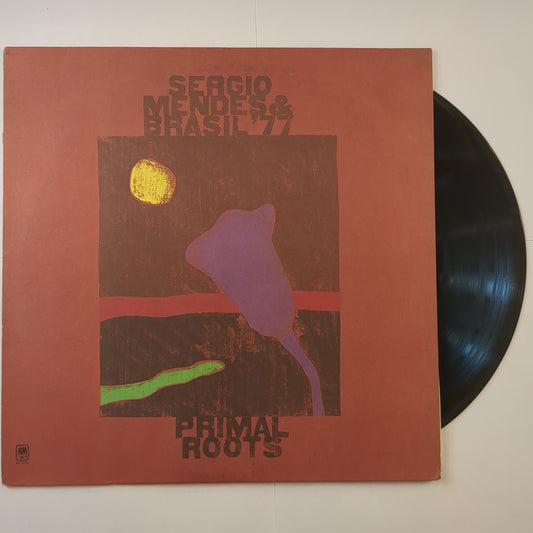 SERGIO
MENDES &
BRASIL '77
PRIMAL
ROOTS
A&M